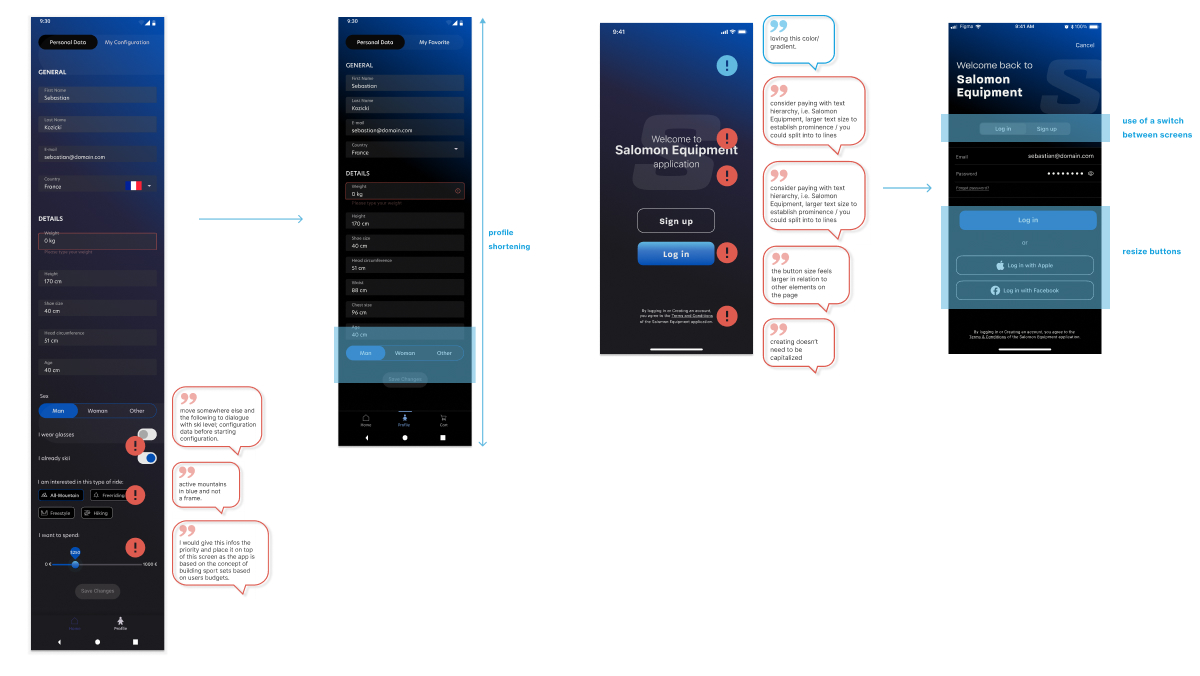 9:30
Personal Data
My Configuration
GENERAL
First Name
Sebastian
Last Name
Kozicki
E-mail
sebastian@domain.com
Country
France
DETAILS
Weight
0 kg
Please type own weight
Height
170 cm
Shoe size
40 cm
Head circumference
51 cm
Age
40 cm
Sex
Man
Woman
Other
I wear glasses
I already ski
I am interested in this type of ride:
All-Mountain
Freeriding
Freestyle
Hiking
I want to spend:
1250
0 €
1000 €
Save Changes
Home
Profile
move somewhere else and
the following to dialogue
with ski level; configuration
data before starting
configuration.
active mountains
in blue and not
a frame.
I would give this infos the
priority and place it on top
of this screen as the app is
based on the concept of
building sport sets based
on users budgets.
9:30
Personal Data
My Favorite
GENERAL
First Name
Sebastian
Last Name
Kozicki
E-mail
sebastian@domain.com
Country
France
DETAILS
Weight
0 kg
Please type own weight
Height
170 cm
Shoe size
40 cm
Head circumference
51 cm
Waist
88 cm
Chest size
96 cm
Age
40 cm
Man
Woman
Other
Save Changes
Home
Profile
Cart
profile
shortening
9:41
Welcome to
Salomon Equipment
application
Sign up
Log in
By logging in or Creating an account,
you agree to the Terms and Conditions
of the Salomon Equipment application.
loving this color/
gradient.
consider paying with text
hierarchy, i.e. Salomon
Equipment, larger text size to
establish prominence / you
could split into to lines
consider paying with text
hierarchy, i.e. Salomon
Equipment, larger text size to
establish prominence / you
could split into to lines
the button size feels
larger in relation to
other elements on
the page
creating doesn't
need to be
capitalized
Figma
9:41 AM
100%
Cancel
Welcome back to
Salomon
Equipment
Log in
Sign up
Email
sebastian@domain.com
Password
Forgot password?
Log in
or
Log in with Apple
Log in with Facebook
By logging in or Creating an account, you agree to the
Terms & Conditions of the Salomon Equipment application.
use of a switch
between screens
resize buttons